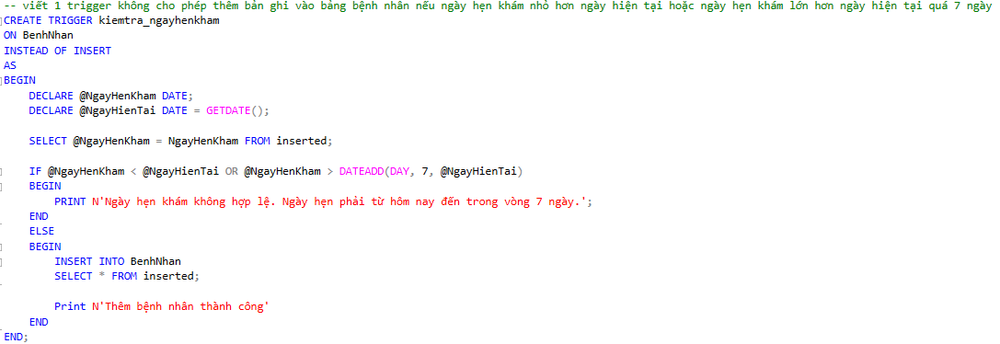 -- viết 1 trigger không cho phép thêm bản ghi vào bảng bệnh nhân nếu ngày hẹn khám nhỏ hơn ngày hiện tại hoặc ngày hẹn khám lớn hơn ngày hiện tại quá 7 ngày
CREATE TRIGGER kiemtra_ngayhenkham
ON BenhNhan
INSTEAD OF INSERT
AS
BEGIN
DECLARE @NgayHenKham DATE;
DECLARE @NgayHienTai DATE = GETDATE();
SELECT @NgayHenKham = NgayHenKham FROM inserted;
IF @NgayHenKham < @NgayHienTai OR @NgayHenKham > DATEADD(DAY, 7, @NgayHienTai)
BEGIN
PRINT N'Ngày hẹn khám không hợp lệ. Ngày hẹn phải từ hôm nay đến trong vòng 7 ngày.';
END
ELSE
BEGIN
INSERT INTO BenhNhan
SELECT * FROM inserted;
Print N'Thêm bệnh nhân thành công'
END
END;